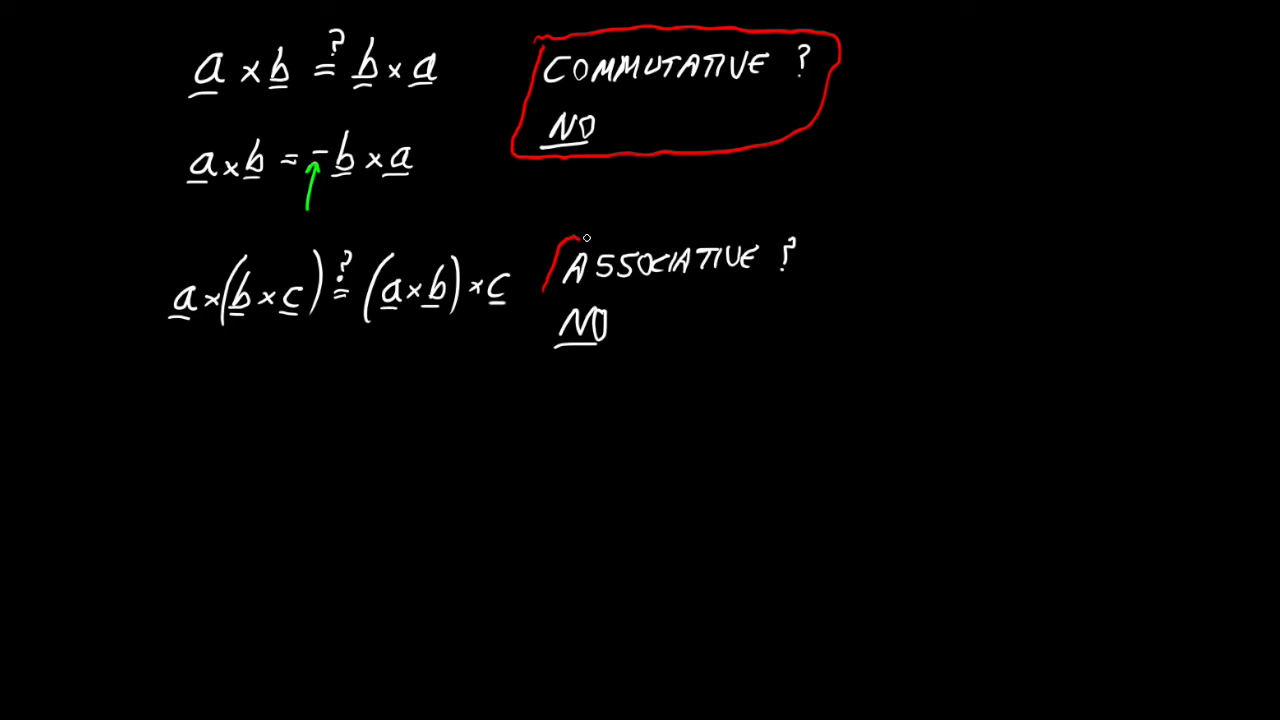 a × b ?= b × a
COMMUTATIVE ?
NO
a × b = -b × a
a × (b × c) ?= (a × b) × c
ASSOCIATIVE ?
NO